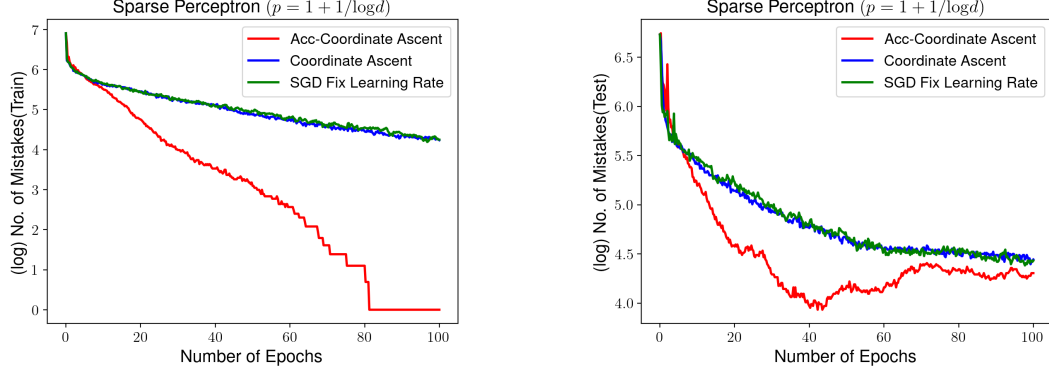 Sparse Perceptron (p = 1 + 1/logd)
7
6
5
4
3
2
1
0
(log) No. of Mistakes(Train)
Acc-Coordinate Ascent
Coordinate Ascent
SGD Fix Learning Rate
0 20 40 60 80 100
Number of Epochs
Sparse Perceptron (p = 1 + 1/logd)
6.5
6.0
5.5
5.0
4.5
4.0
(log) No. of Mistakes(Test)
Acc-Coordinate Ascent
Coordinate Ascent
SGD Fix Learning Rate
0 20 40 60 80 100
Number of Epochs